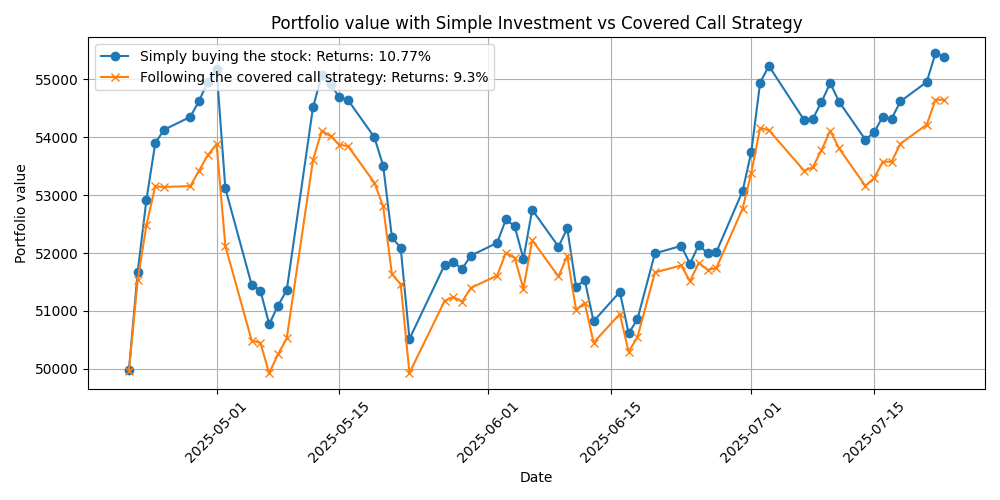 Portfolio value with Simple Investment vs Covered Call Strategy
Simply buying the stock: Returns: 10.77%
Following the covered call strategy: Returns: 9.3%
Portfolio value
55000
54000
53000
52000
51000
50000
2025-05-01
2025-05-15
2025-06-01
2025-06-15
2025-07-01
2025-07-15
Date